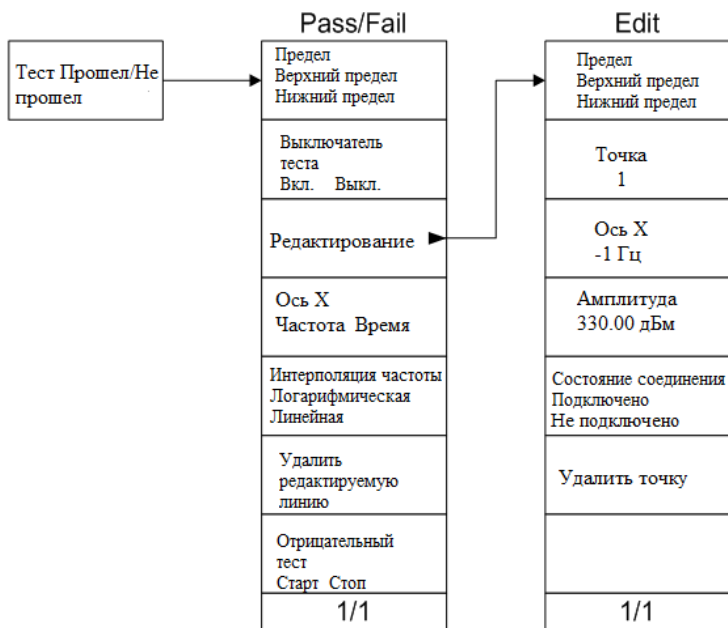 Pass/Fail
Edit
Тест Прошел/Не
прошел
Предел
Верхний предел
Нижний предел
Выключатель
теста
Вкл. Выкл.
Редактирование
Ось X
Частота Время
Интерполяция частоты
Логарифмическая
Линейная
Удалить
редактируемую
линию
Отрицательный
тест
Старт Стоп
1/1
Предел
Верхний предел
Нижний предел
Точка
1
Ось X
-1 Гц
Амплитуда
330.00 дБм
Состояние соединения
Подключено
Не подключено
Удалить точку
1/1